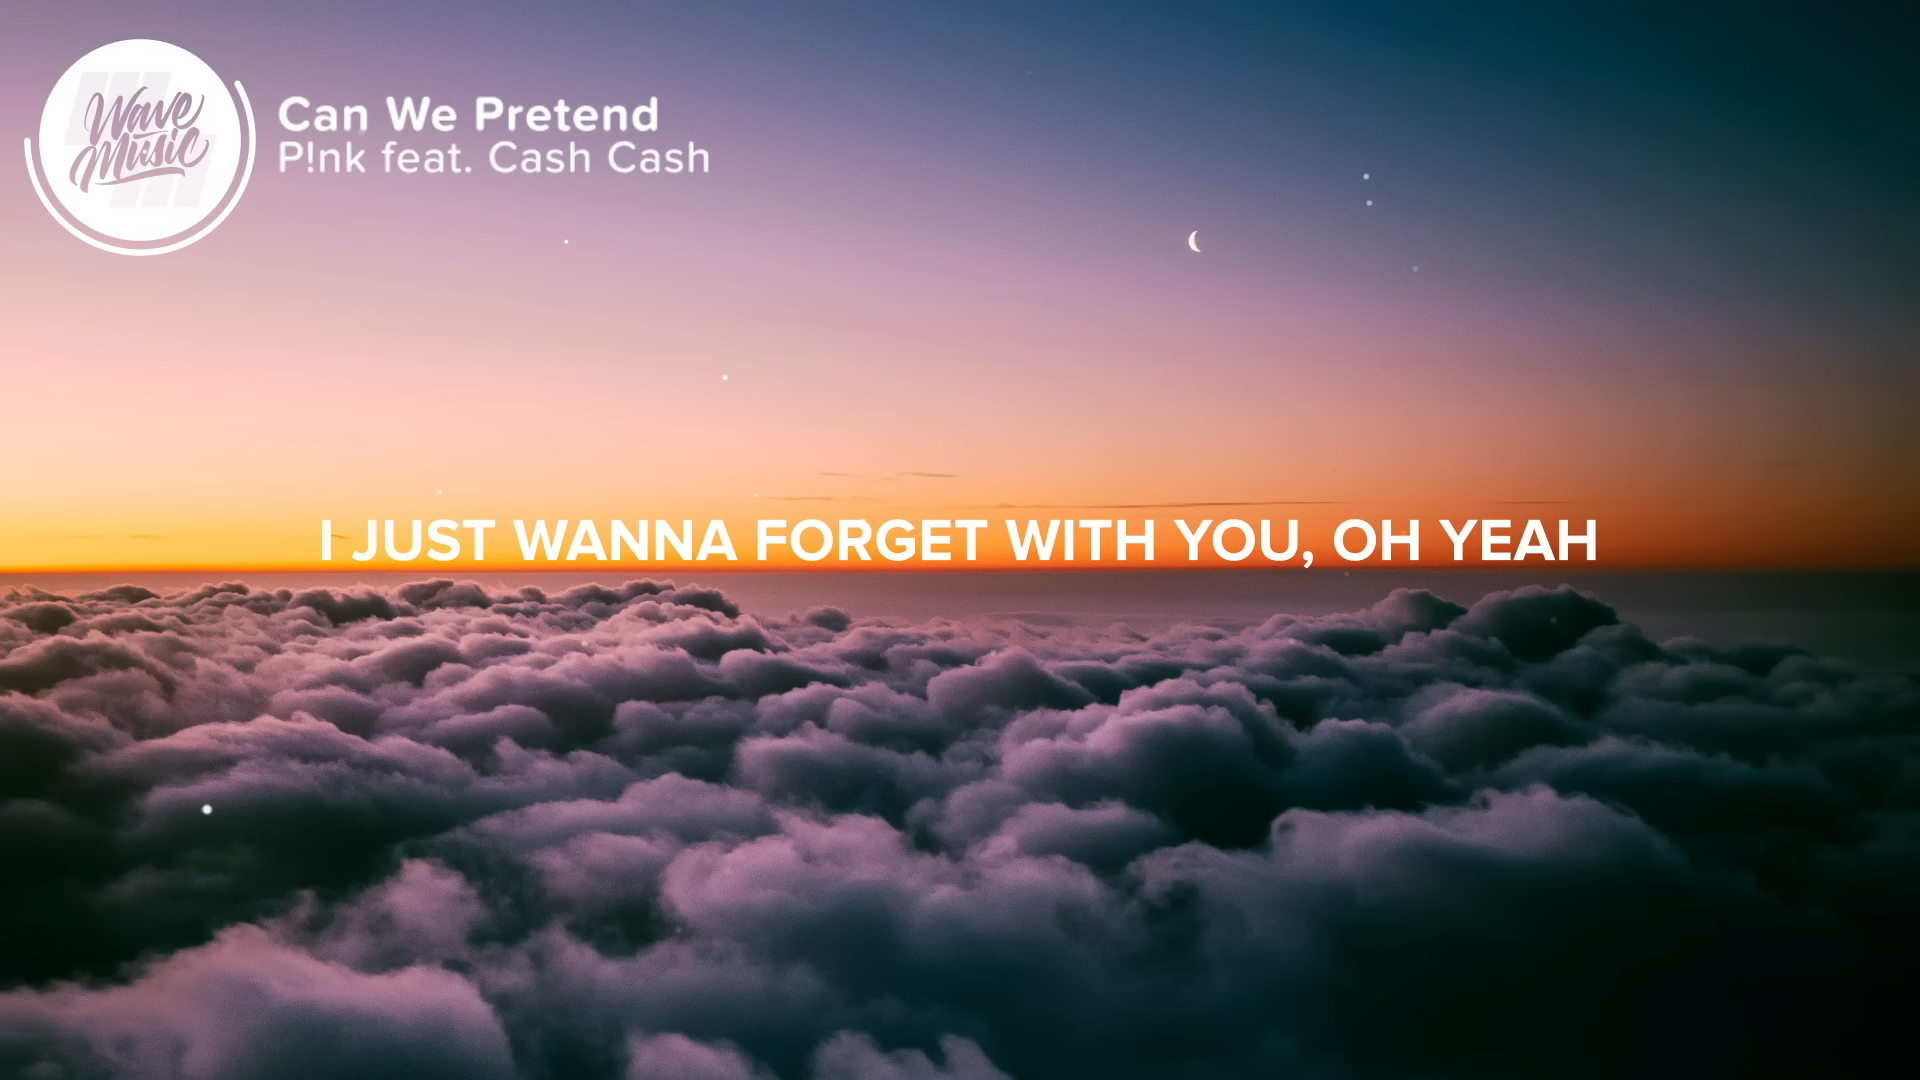 Wave
Music
Can We Pretend
P!nk feat. Cash Cash
I JUST WANNA FORGET WITH YOU, OH YEAH